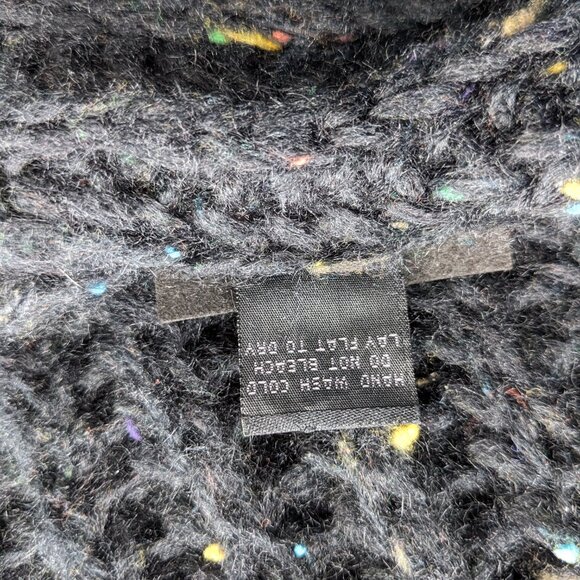 HAND WASH COLD
DO NOT BLEACH
LAY FLAT TO DRY